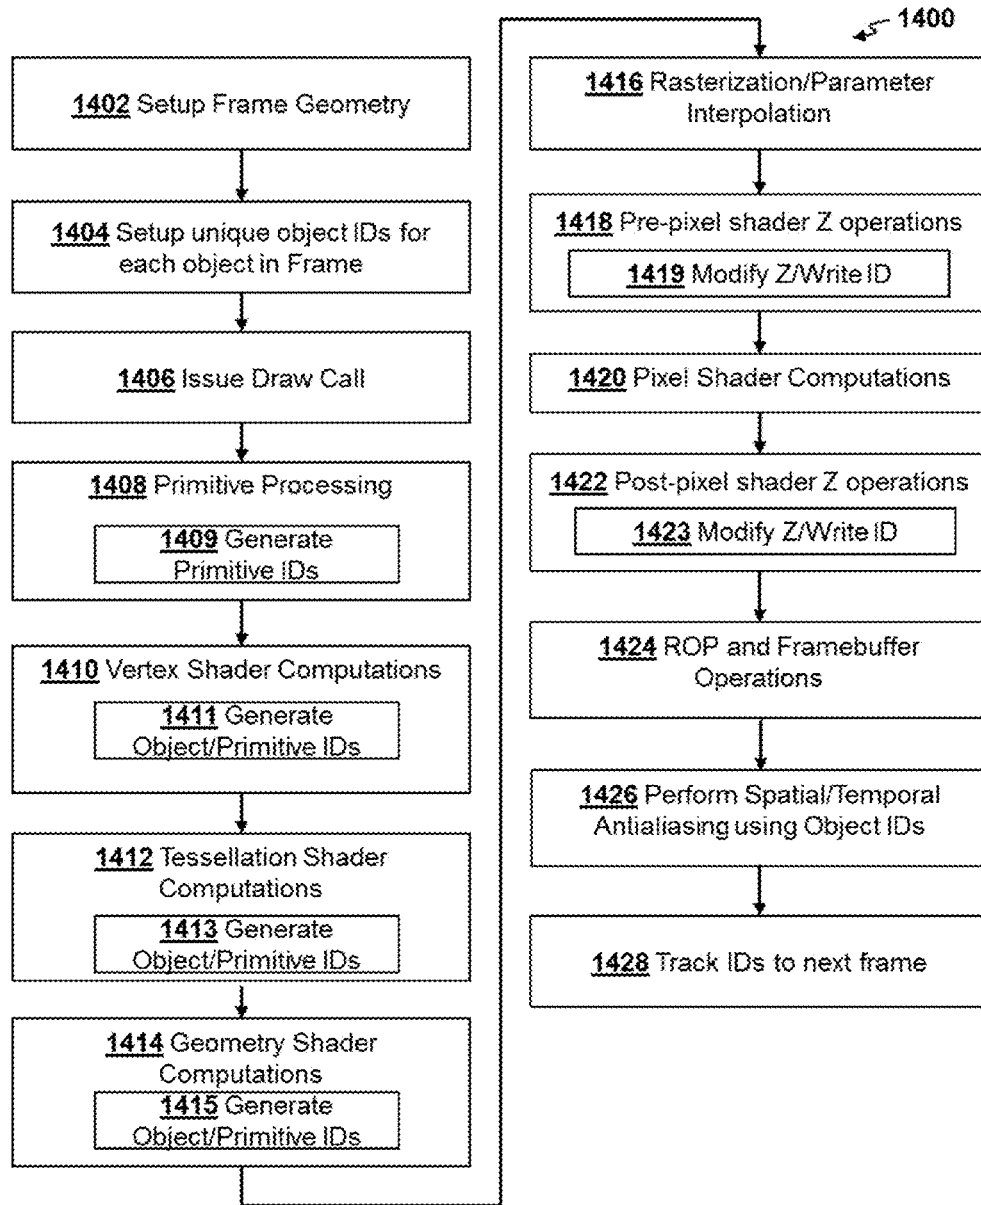 1400
1402 Setup Frame Geometry
1404 Setup unique object IDs for
each object in Frame
1406 Issue Draw Call
1408 Primitive Processing
1409 Generate
Primitive IDs
1410 Vertex Shader Computations
1411 Generate
Object/Primitive IDs
1412 Tessellation Shader
Computations
1413 Generate
Object/Primitive IDs
1414 Geometry Shader
Computations
1415 Generate
Object/Primitive IDs
1416 Rasterization/Parameter
Interpolation
1418 Pre-pixel shader Z operations
1419 Modify Z/Write ID
1420 Pixel Shader Computations
1422 Post-pixel shader Z operations
1423 Modify Z/Write ID
1424 ROP and Framebuffer
Operations
1426 Perform Spatial/Temporal
Antialiasing using Object IDs
1428 Track IDs to next frame